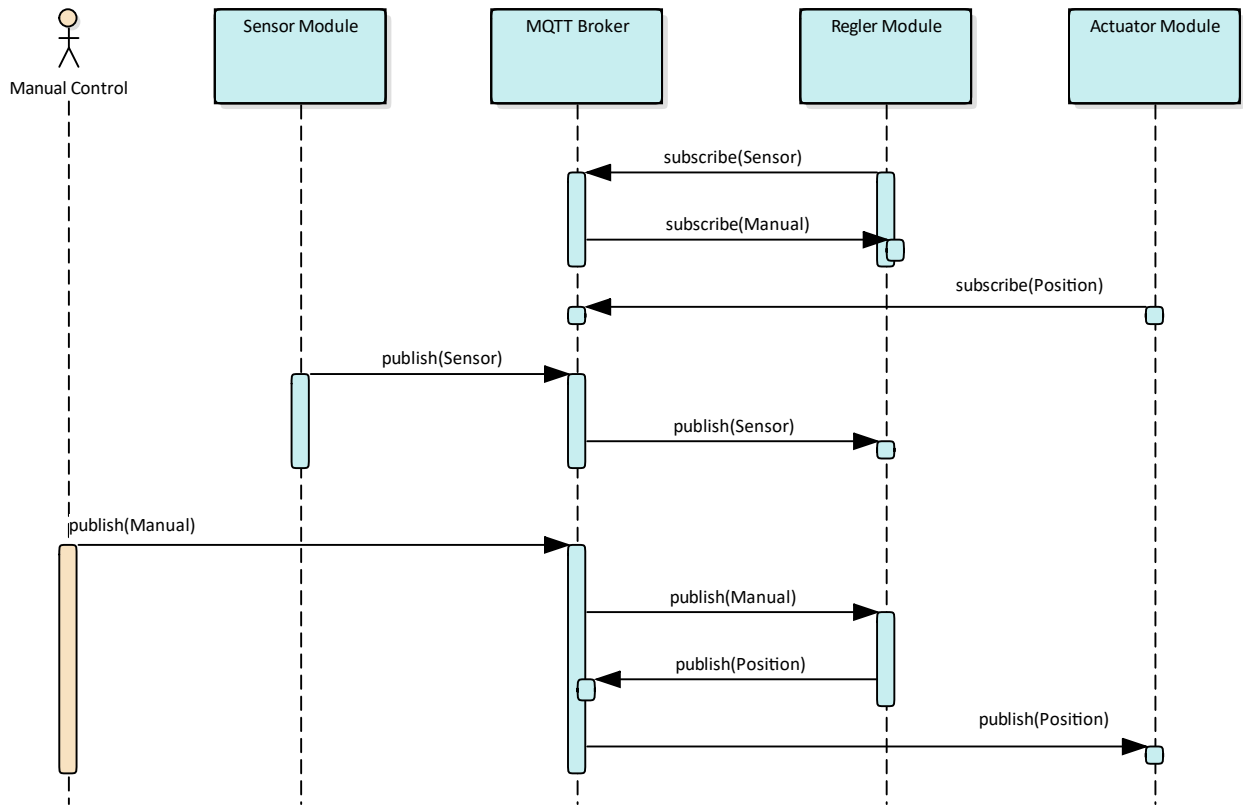 Manual Control
Sensor Module
MQTT Broker
Regler Module
Actuator Module
subscribe(Sensor)
subscribe(Manual)
subscribe(Position)
publish(Sensor)
publish(Sensor)
publish(Manual)
publish(Manual)
publish(Position)
publish(Position)